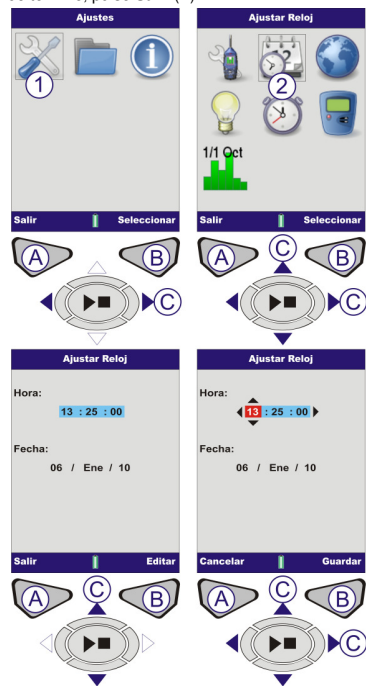 Ajustes
1
Salir Seleccionar
A B
C
Ajustar Reloj
2
1/1 Oct
Salir Seleccionar
C
A B
C
Ajustar Reloj
Hora:
13 : 25 : 00
Fecha:
06 / Ene / 10
Salir Editar
C
A B
Ajustar Reloj
Hora:
13 : 25 : 00
Fecha:
06 / Ene / 10
Cancelar Guardar
C
A B
C